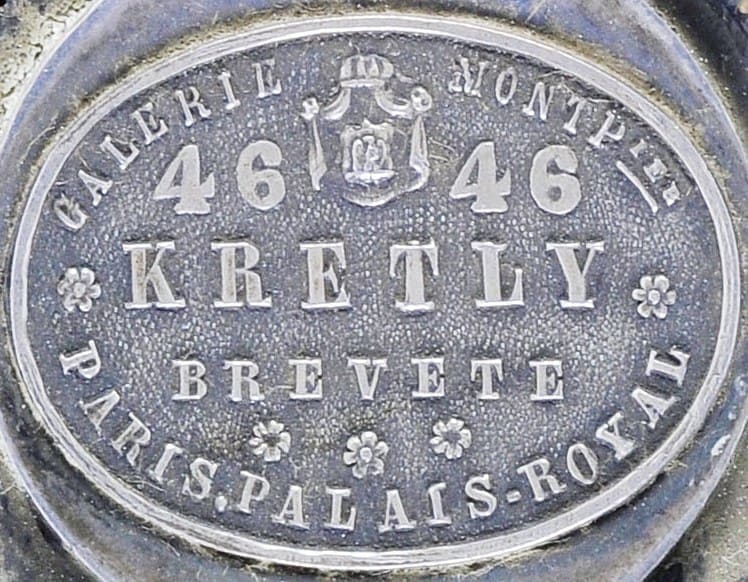 GALERIE MONTPIER
46 46
KRETLY
BREVETE
PARIS, PALAIS-ROYAL